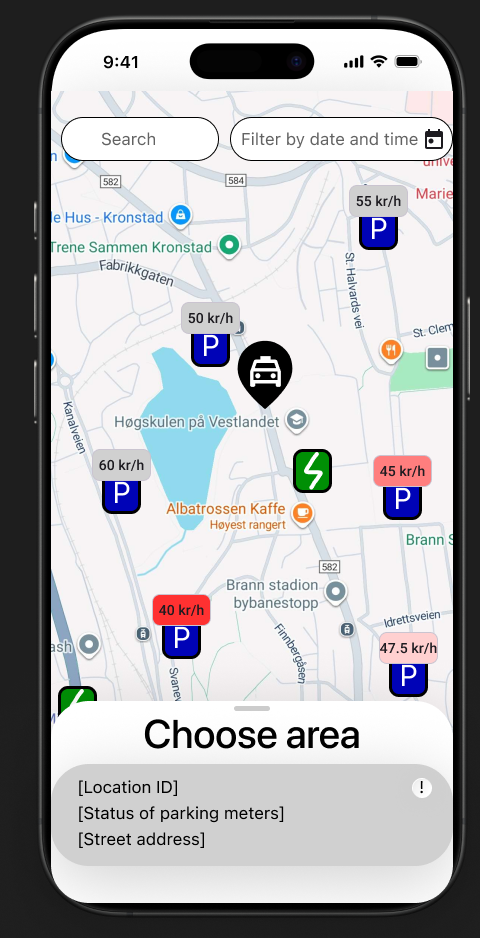 9:41
Search
Filter by date and time
582
584
55 kr/h
P
Marie
le Hus - Kronstad
Trene Sammen Kronstad
Fabrikkgaten
St. Halvards vei
50 kr/h
P
St. Clem
Kanalveien
Høgskulen på Vestlandet
60 kr/h
P
45 kr/h
P
Albatrossen Kaffe
Høyest rangert
Brann S
582
Brann stadion
bybanestopp
40 kr/h
P
Idrettsveien
Finnbergåsen
47.5 kr/h
P
ash
Svanev
Choose area
[Location ID]
!
[Status of parking meters]
[Street address]